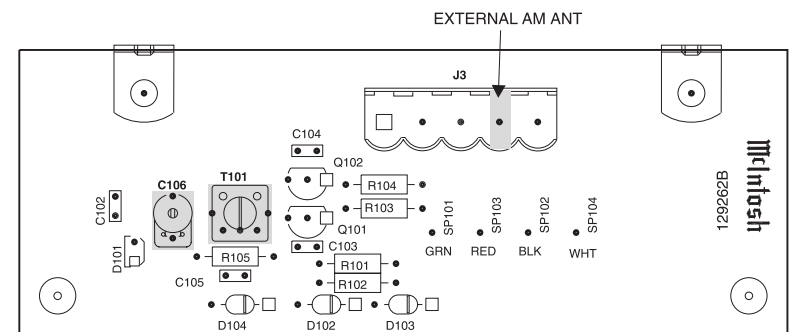 EXTERNAL AM ANT
J3
C104
Q102
C106
T101
R104
C102
R103
SP101
SP103
SP102
SP104
129262B
McIntosh
Q101
D101
C103
GRN
RED
BLK
WHT
R105
R101
C105
R102
D104
D102
D103